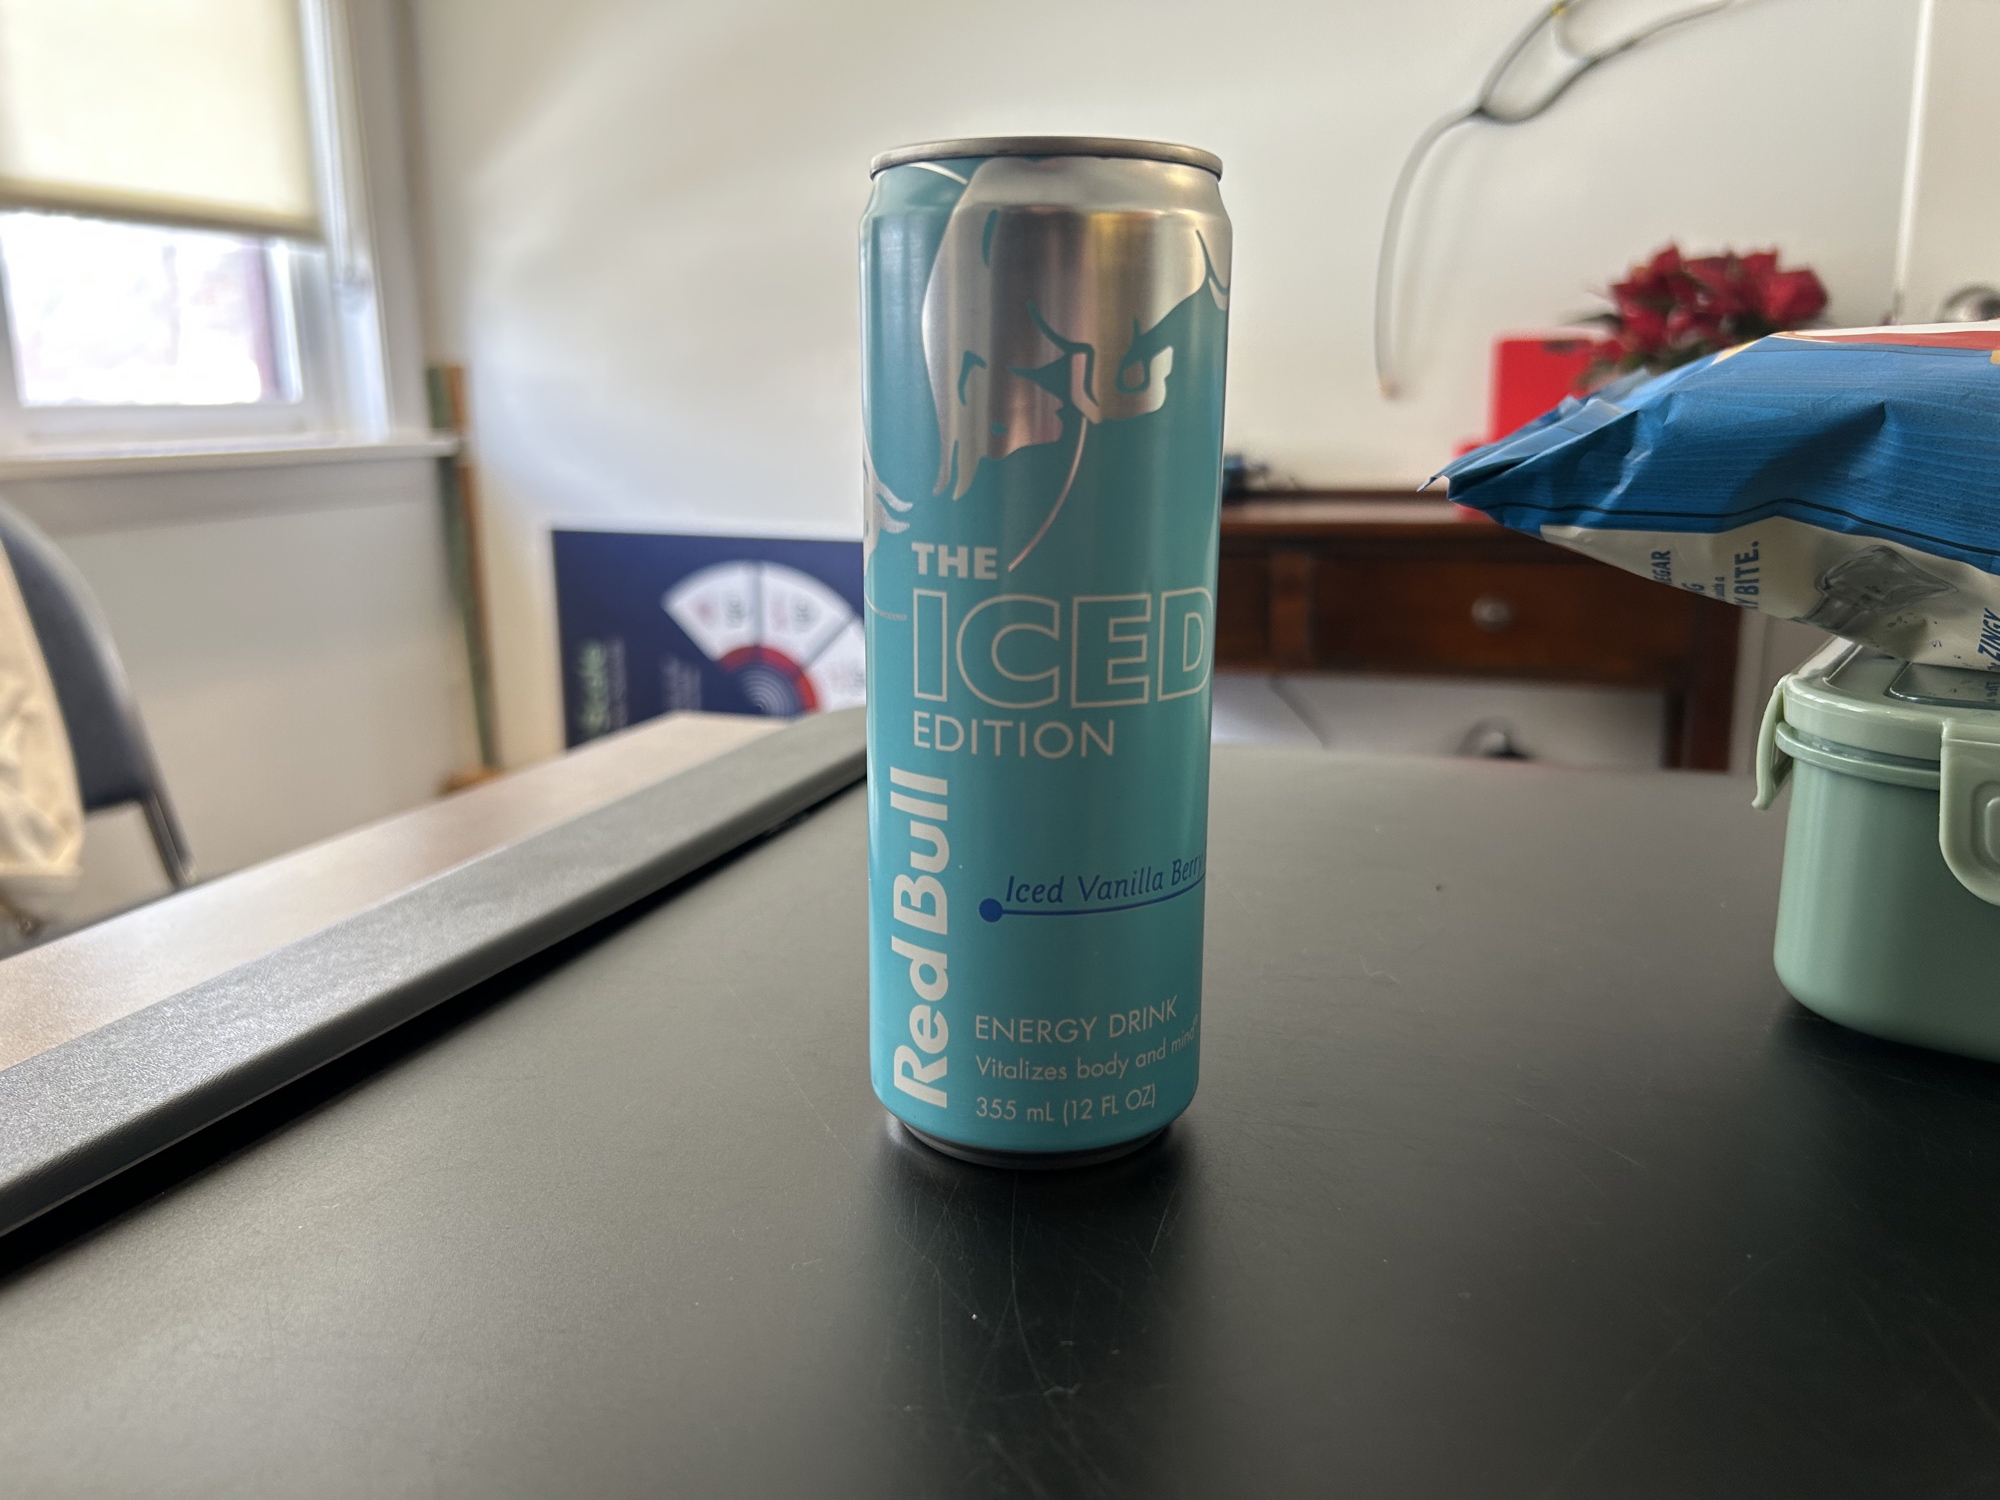 THE
ICED
EDITION
Red Bull
Iced Vanilla Berry
ENERGY DRINK
Vitalizes body and mind
355 mL (12 FL OZ)
BITE.
ZINGY